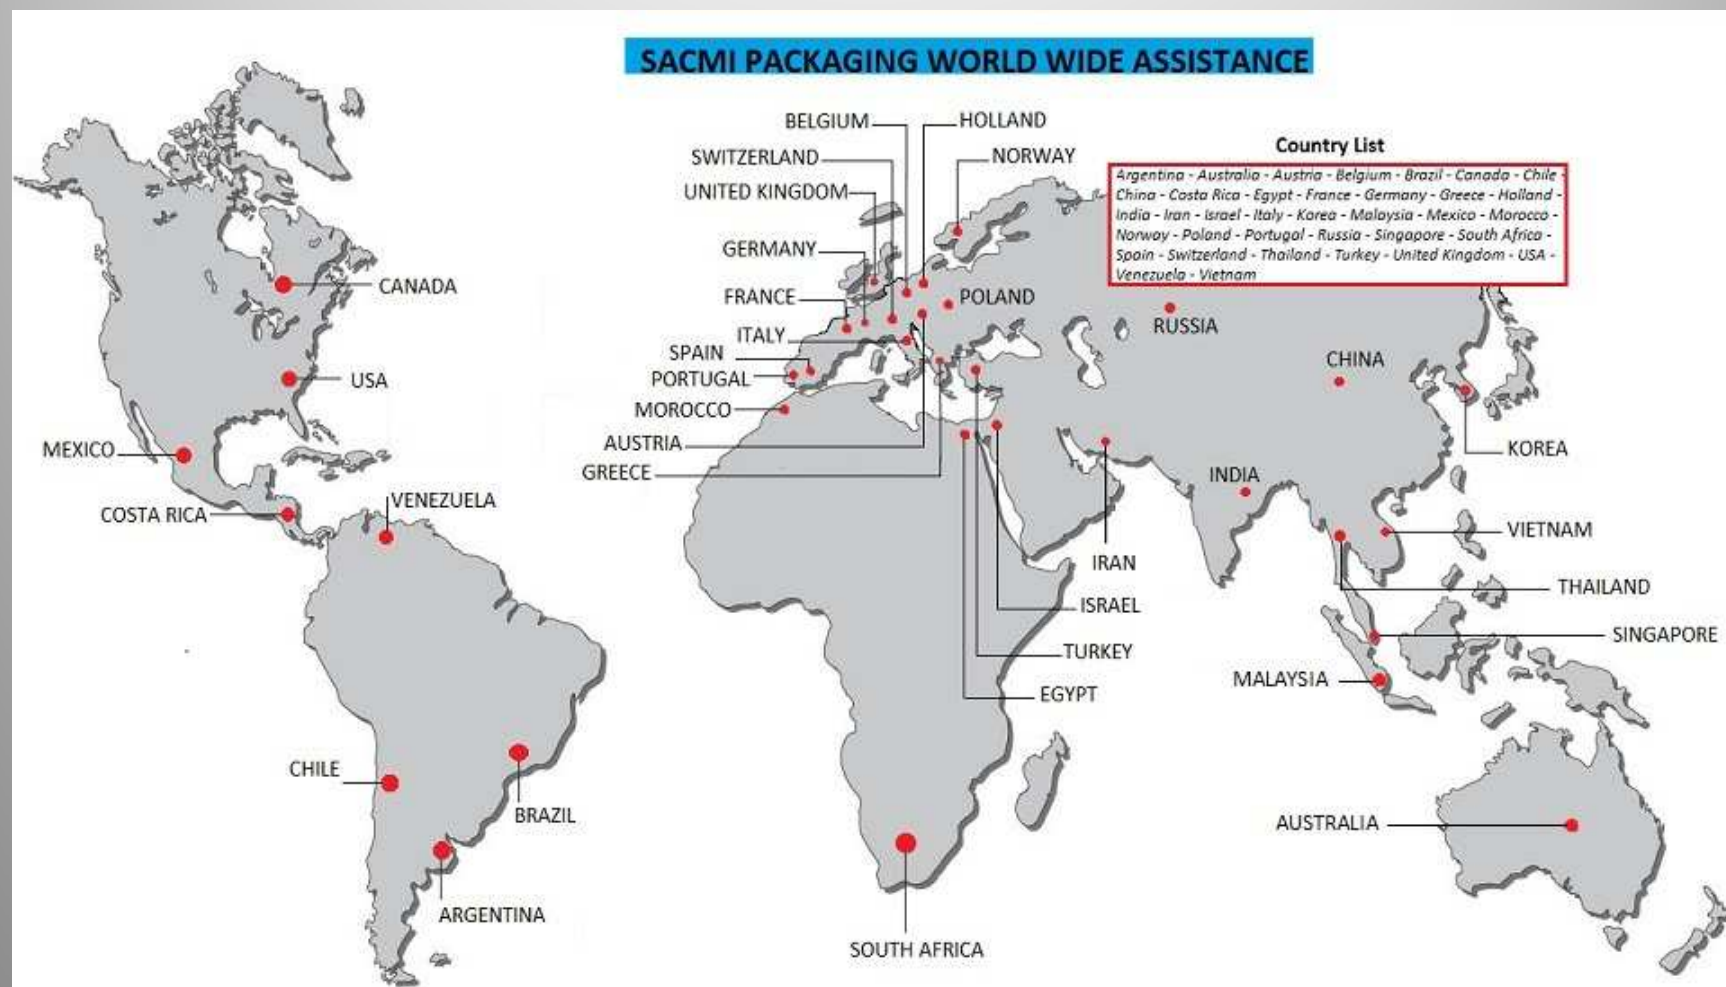 SACMI PACKAGING WORLD WIDE ASSISTANCE
BELGIUM
HOLLAND
SWITZERLAND
NORWAY
UNITED KINGDOM
GERMANY
FRANCE
POLAND
ITALY
SPAIN
PORTUGAL
MOROCCO
AUSTRIA
GREECE
Country List
Argentina - Australia - Austria - Belgium - Brazil - Canada - Chile -
China - Costa Rica - Egypt - France - Germany - Greece - Holland -
India - Iran - Israel - Italy - Korea - Malaysia - Mexico - Morocco -
Norway - Poland - Portugal - Russia - Singapore - South Africa -
Spain - Switzerland - Thailand - Turkey - United Kingdom - USA -
Venezuela - Vietnam
RUSSIA
CHINA
KOREA
INDIA
VIETNAM
IRAN
THAILAND
ISRAEL
SINGAPORE
TURKEY
MALAYSIA
EGYPT
AUSTRALIA
SOUTH AFRICA
CANADA
USA
MEXICO
VENEZUELA
COSTA RICA
CHILE
BRAZIL
ARGENTINA